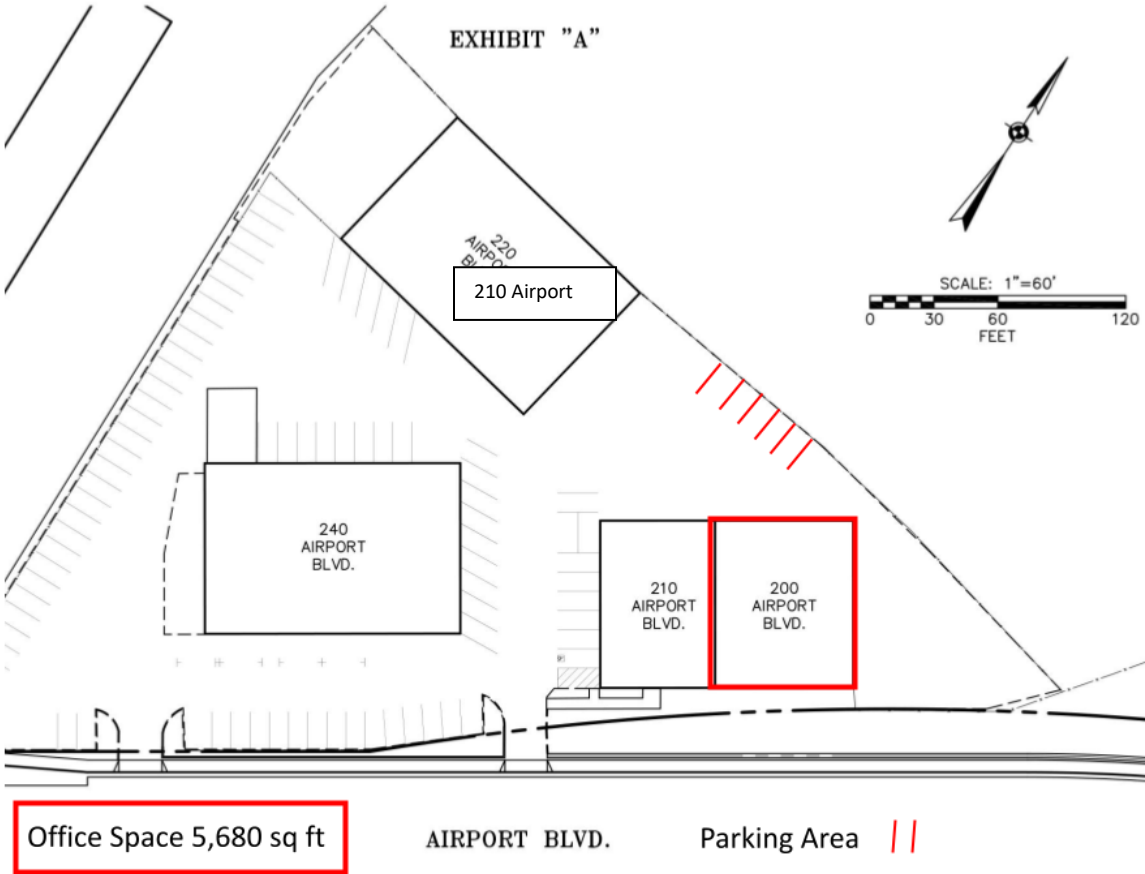 EXHIBIT "A"
220
AIRPO
210 Airport
SCALE: 1"=60'
0 30 60 120
FEET
240
AIRPORT
BLVD.
210
AIRPORT
BLVD.
200
AIRPORT
BLVD.
Office Space 5,680 sq ft
AIRPORT BLVD.
Parking Area